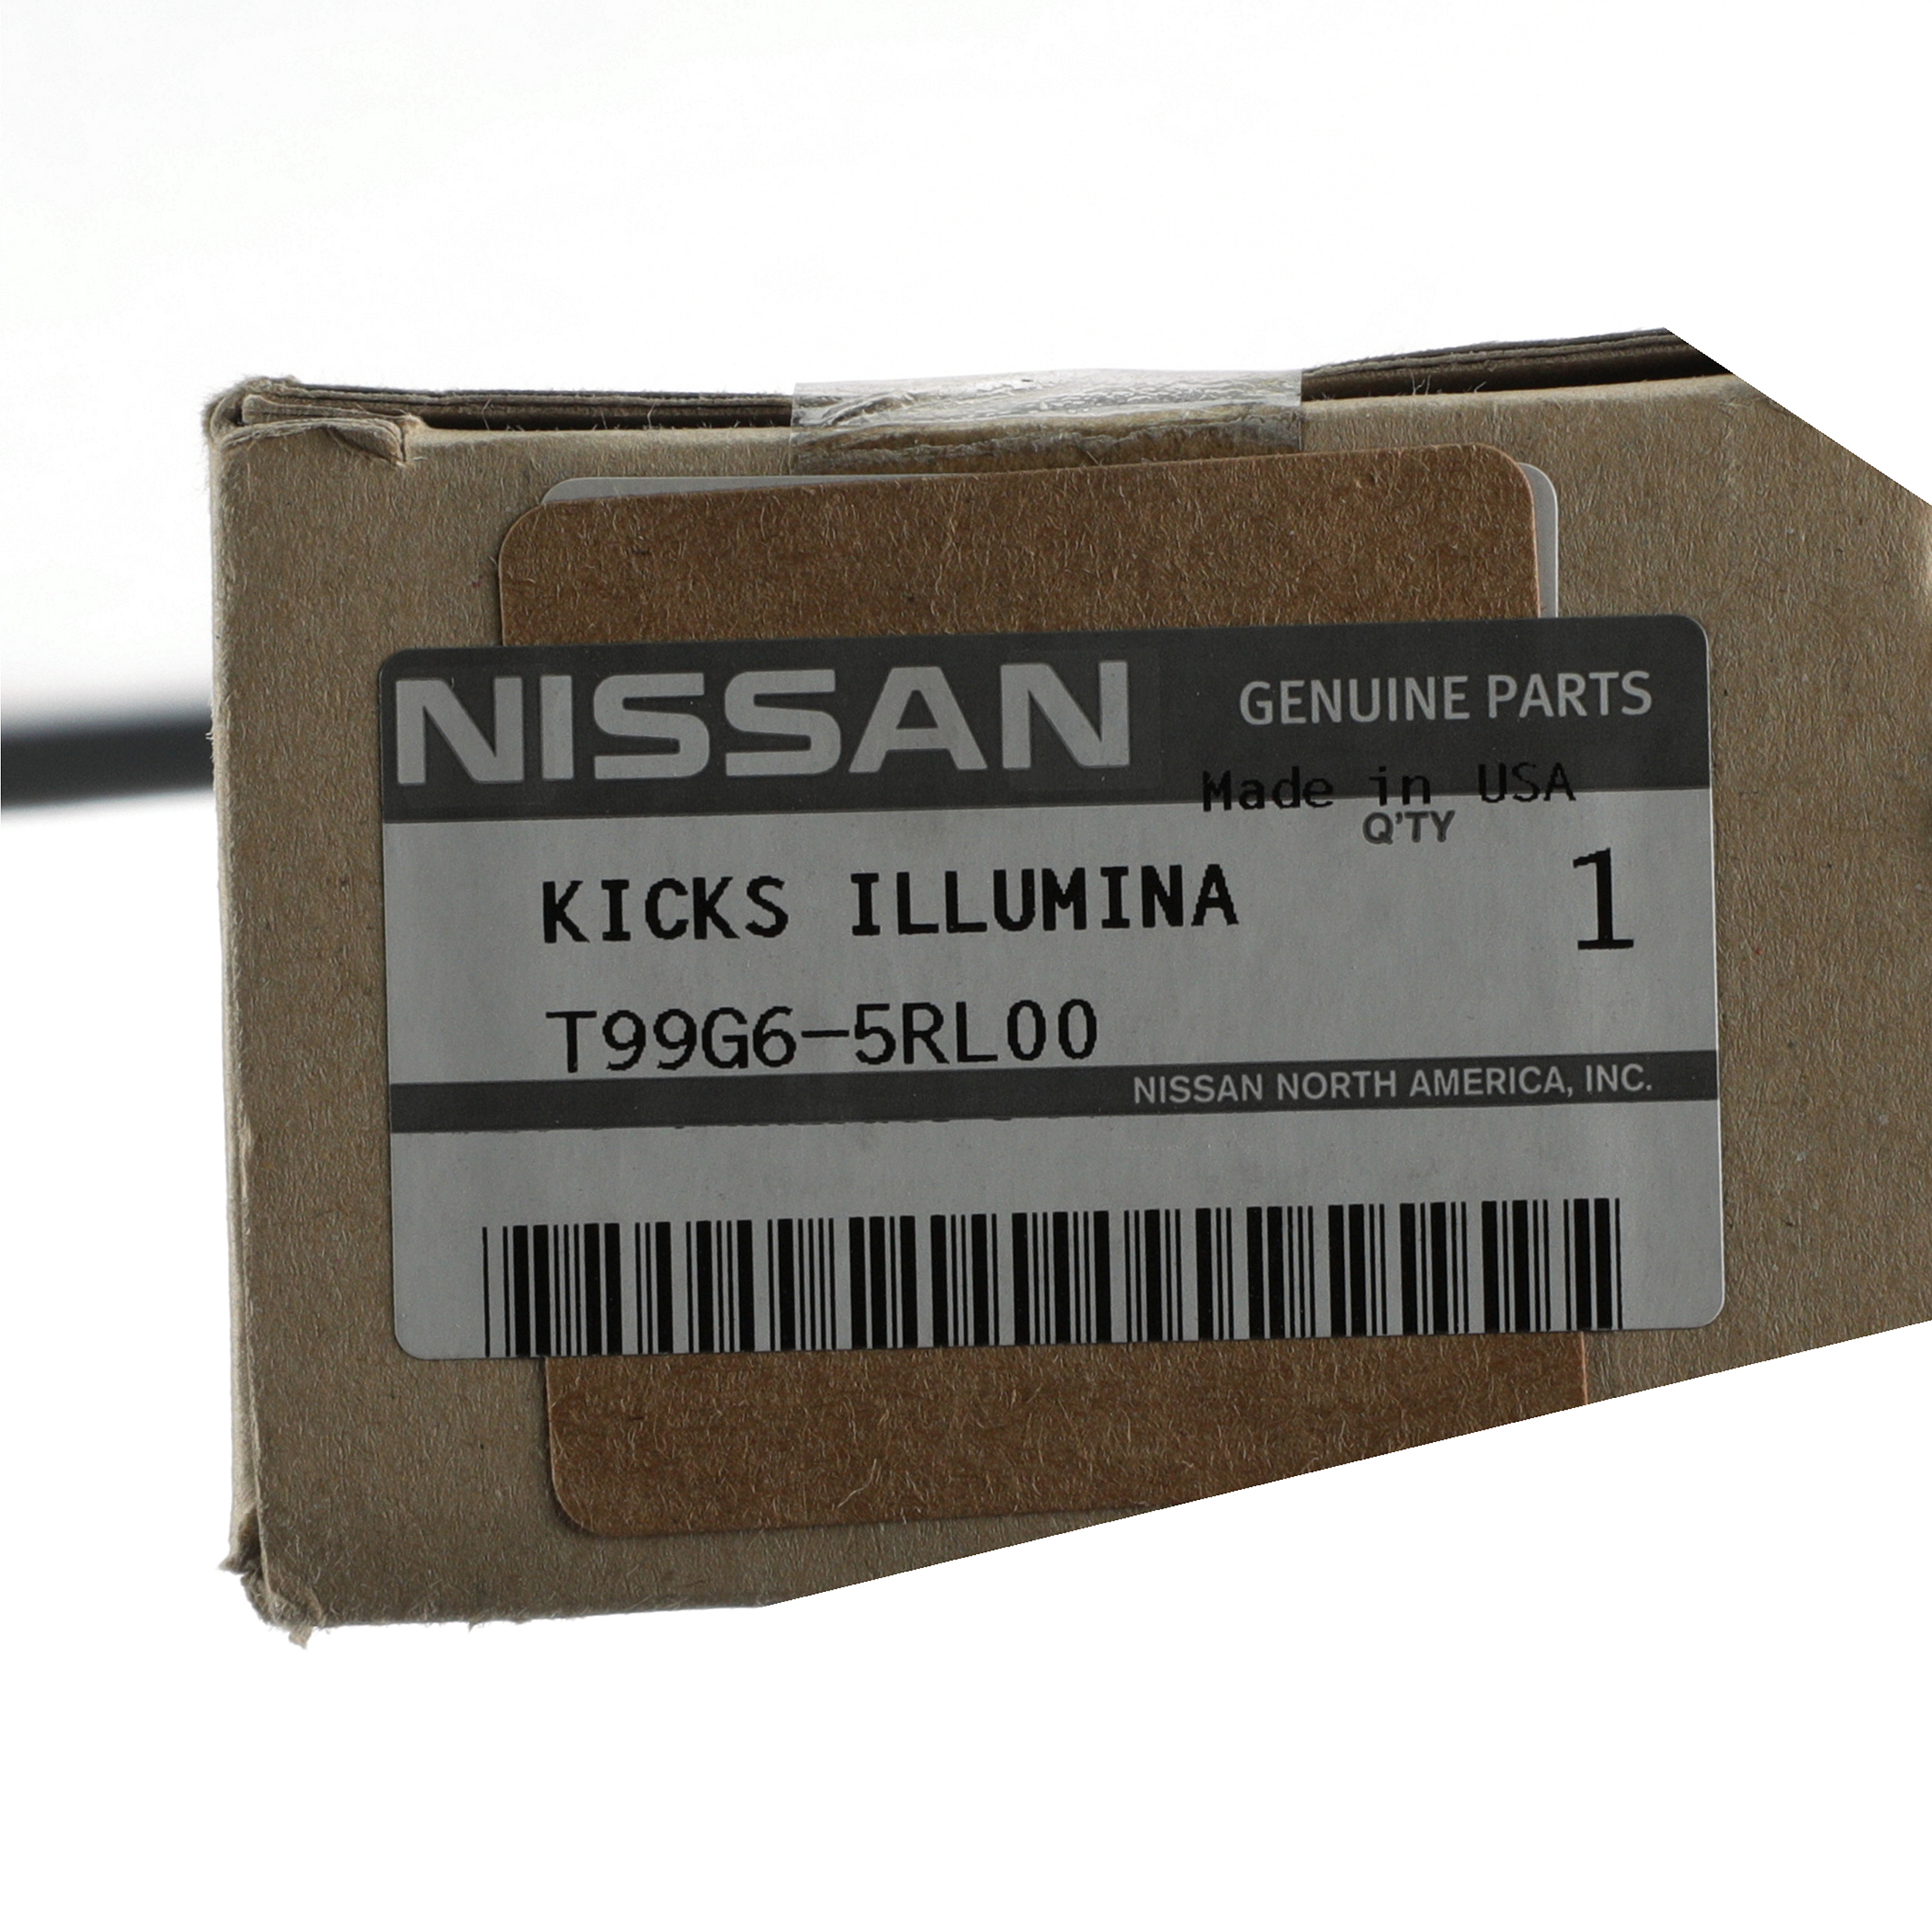 NISSAN GENUINE PARTS
Made in USA
Q'TY
KICKS ILLUMINA 1
T99G6-5RL00
NISSAN NORTH AMERICA, INC.